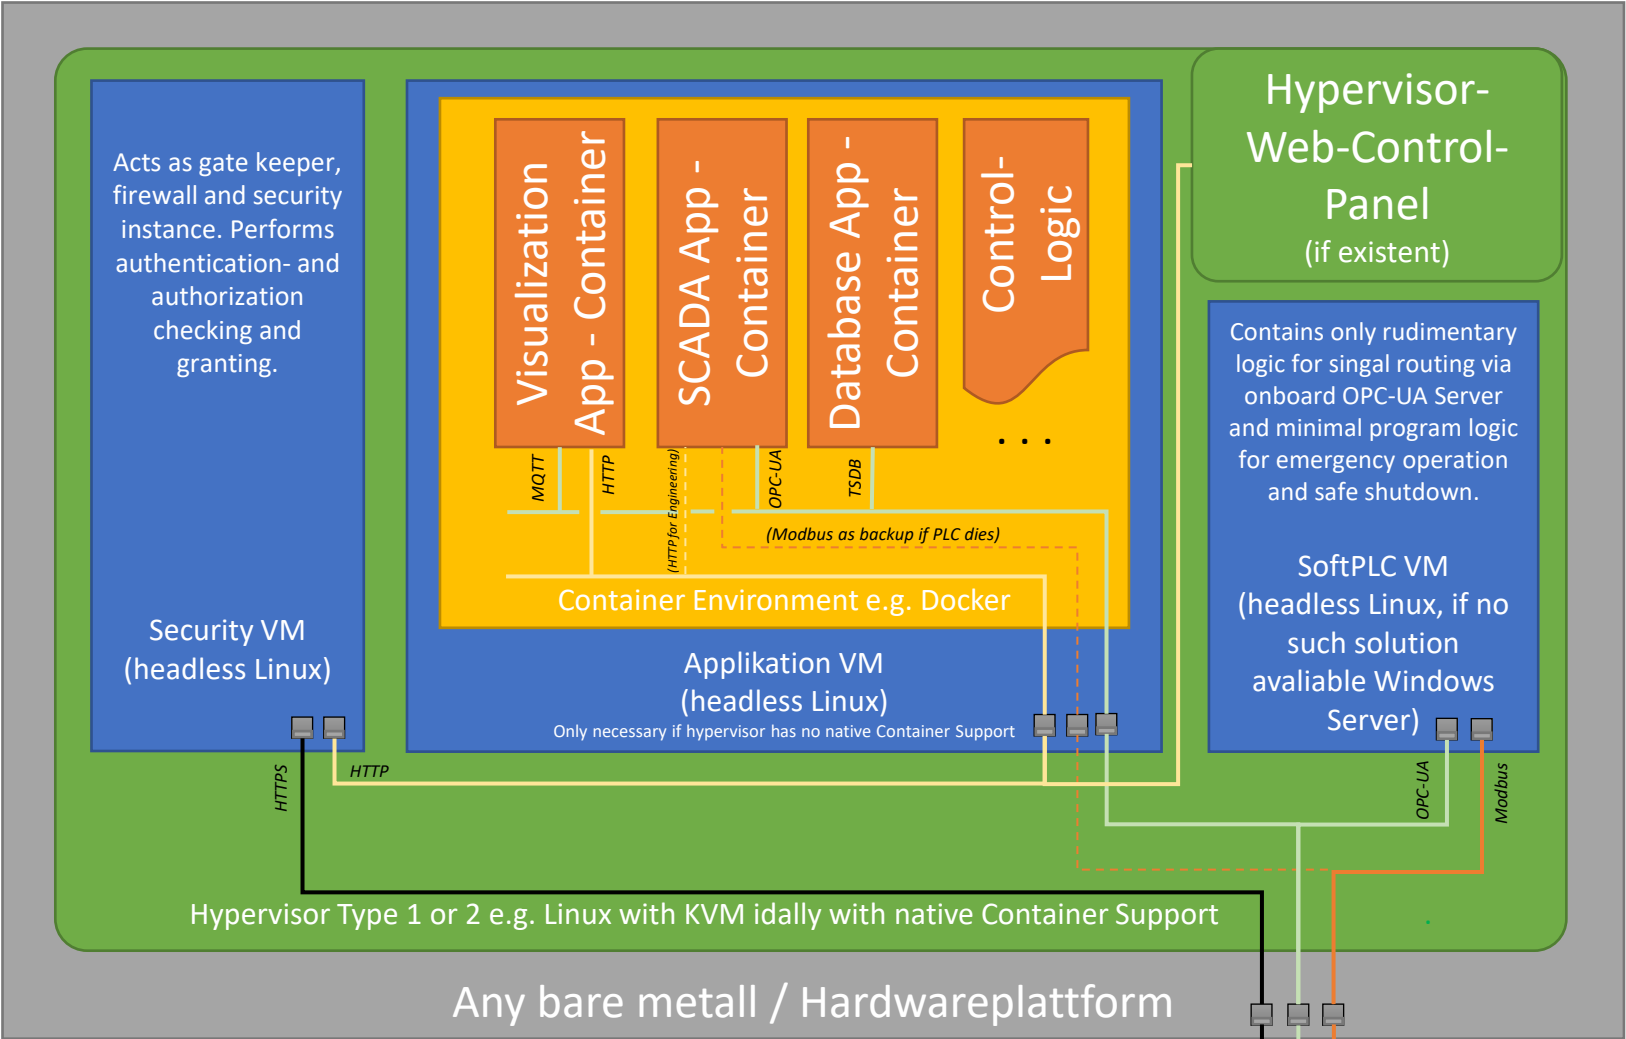 Acts as gate keeper,
firewall and security
instance. Performs
authentication- and
authorization
checking and
granting.
Security VM
(headless Linux)
Visualization
App - Container
SCADA App -
Container
Database App -
Container
Control-
Logic
. . .
MQTT
HTTP
(HTTP for Engineering)
OPC-UA
TSDB
(Modbus as backup if PLC dies)
Container Environment e.g. Docker
Applikation VM
(headless Linux)
Only necessary if hypervisor has no native Container Support
Hypervisor-
Web-Control-
Panel
(if existent)
Contains only rudimentary
logic for singal routing via
onboard OPC-UA Server
and minimal program logic
for emergency operation
and safe shutdown.
SoftPLC VM
(headless Linux, if no
such solution
avaliable Windows
Server)
HTTPS
HTTP
OPC-UA
Modbus
Hypervisor Type 1 or 2 e.g. Linux with KVM idally with native Container Support
.
Any bare metall / Hardwareplattform